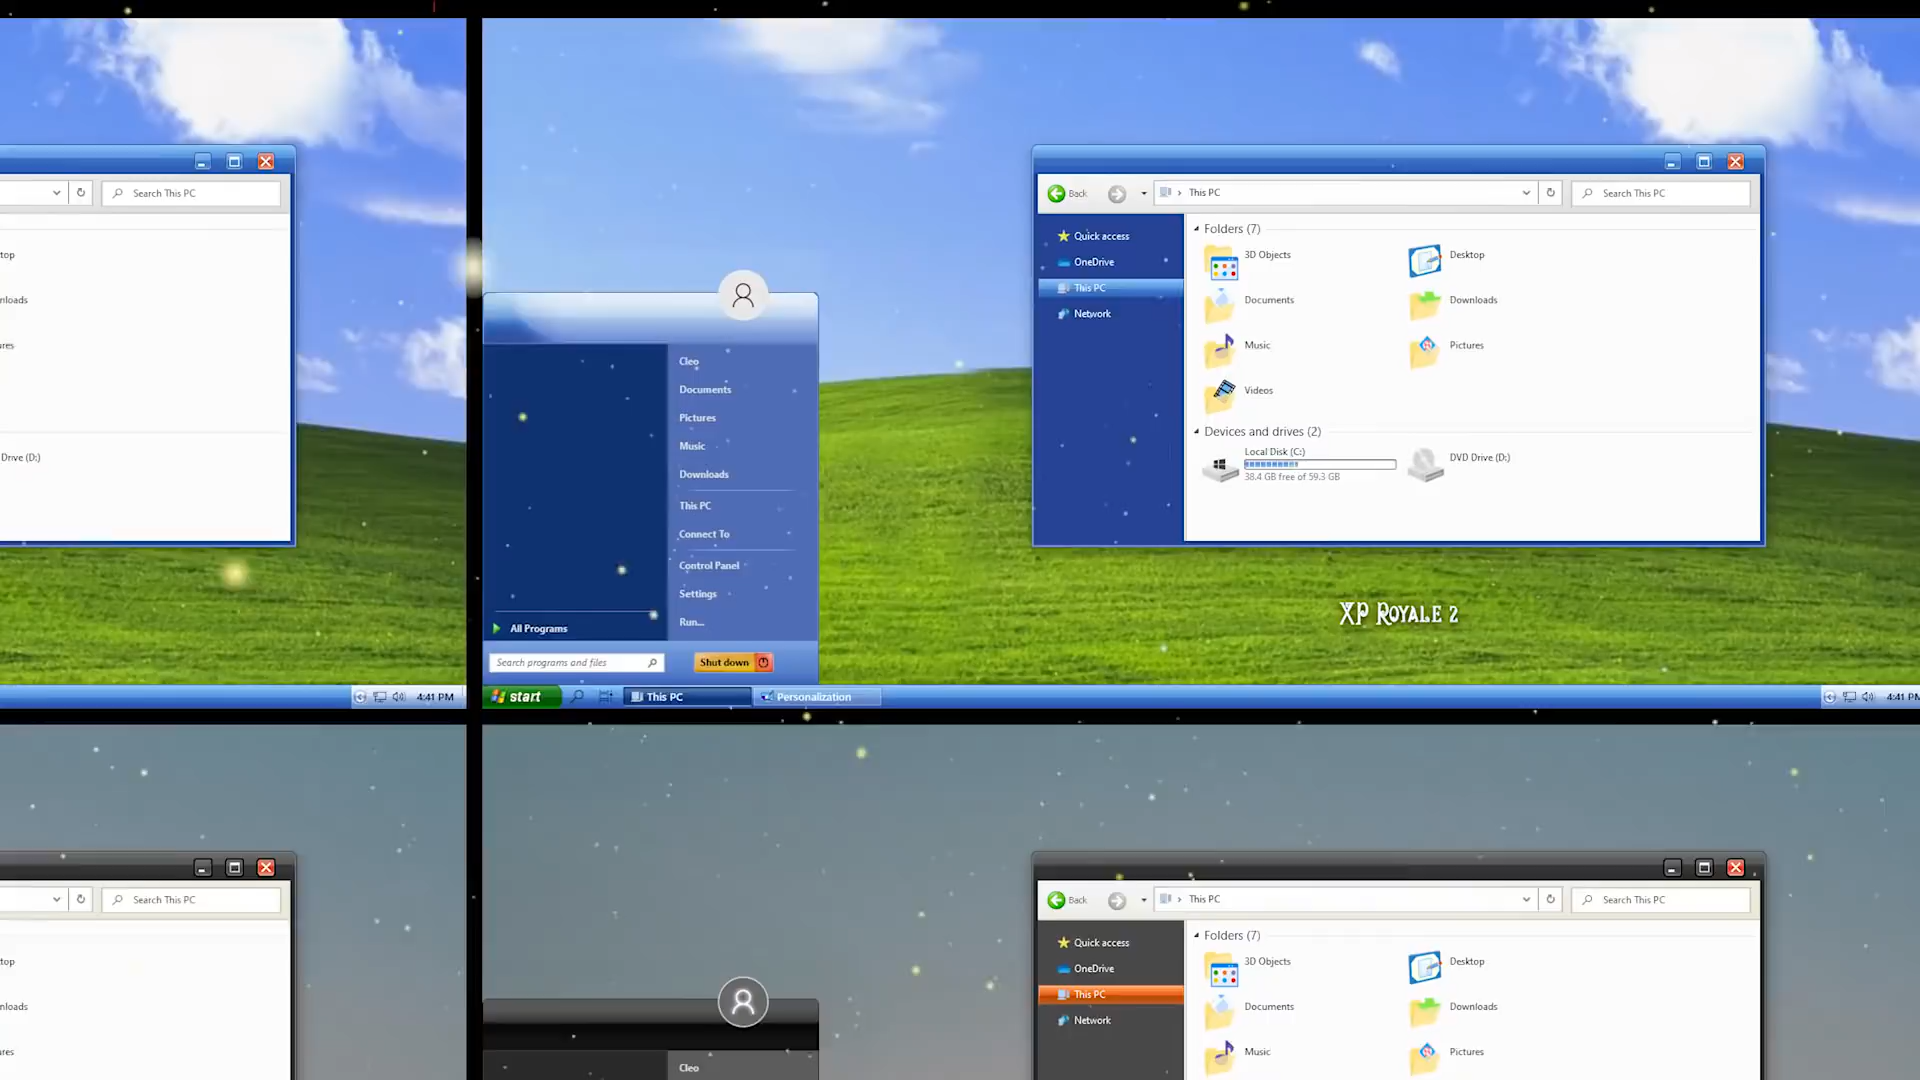 Search This PC
top
nloads
ures
Drive (D:)
4:41 PM
Cleo
Documents
Pictures
Music
Downloads
This PC
Connect To
Control Panel
Settings
Run...
All Programs
Search programs and files
Shut down
start
This PC
Personalization
Back
This PC
Search This PC
Quick access
OneDrive
This PC
Network
Folders (7)
3D Objects
Desktop
Documents
Downloads
Music
Pictures
Videos
Devices and drives (2)
Local Disk (C:)
38.4 GB free of 59.3 GB
DVD Drive (D:)
XP Royale 2
4:41 PM
Search This PC
top
nloads
ures
Cleo
Back
This PC
Search This PC
Quick access
OneDrive
This PC
Network
Folders (7)
3D Objects
Desktop
Documents
Downloads
Music
Pictures